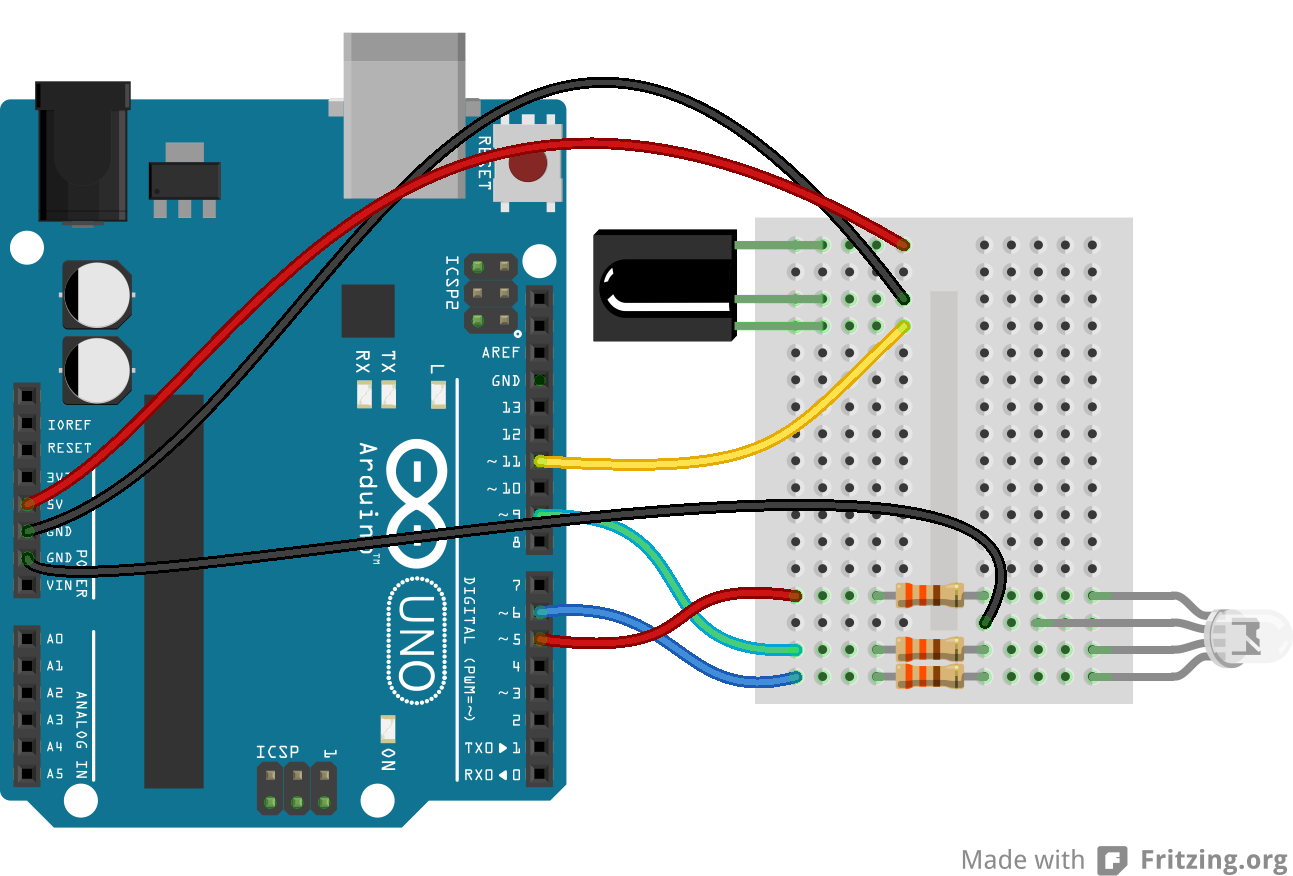 RESET
ICSP2
AREF
GND
RX
TX
L
13
12
IOREF
RESET
~11
3V
~10
5V
~9
GND
8
GND
VIN
POWER
Arduino™
7
~6
~5
A0
4
A1
~3
A2
2
A3
TX0▶1
A4
RX0◀0
A5
ANALOG IN
UNO
DIGITAL (PWM=~)
ICSP
1
ON
Made with Fritzing.org